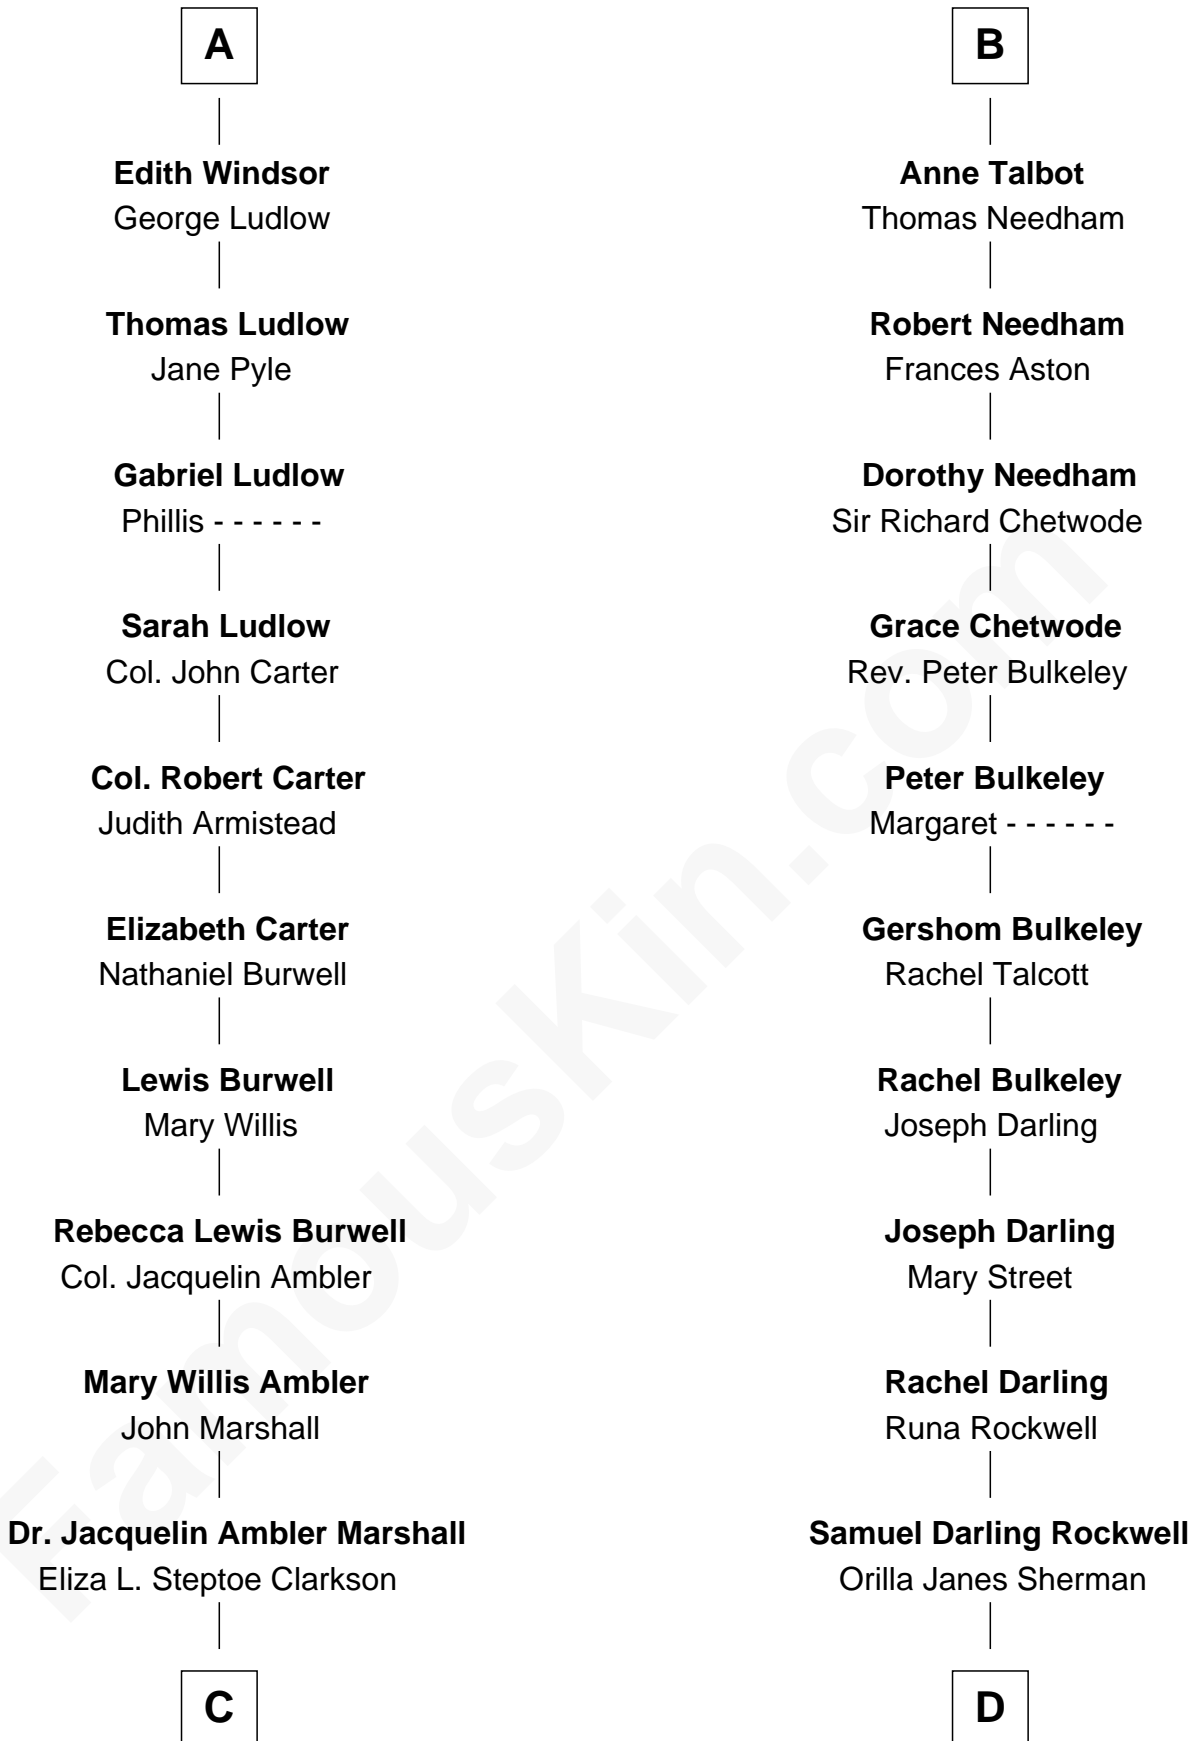 A
Edith Windsor
George Ludlow
Thomas Ludlow
Jane Pyle
Gabriel Ludlow
Phillis - - - - - -
Sarah Ludlow
Col. John Carter
Col. Robert Carter
Judith Armistead
Elizabeth Carter
Nathaniel Burwell
Lewis Burwell
Mary Willis
Rebecca Lewis Burwell
Col. Jacquelin Ambler
Mary Willis Ambler
John Marshall
Dr. Jacquelin Ambler Marshall
Eliza L. Steptoe Clarkson
C
B
Anne Talbot
Thomas Needham
Robert Needham
Frances Aston
Dorothy Needham
Sir Richard Chetwode
Grace Chetwode
Rev. Peter Bulkeley
Peter Bulkeley
Margaret - - - - - -
Gershom Bulkeley
Rachel Talcott
Rachel Bulkeley
Joseph Darling
Joseph Darling
Mary Street
Rachel Darling
Runa Rockwell
Samuel Darling Rockwell
Orilla Janes Sherman
D
FamousKin.com